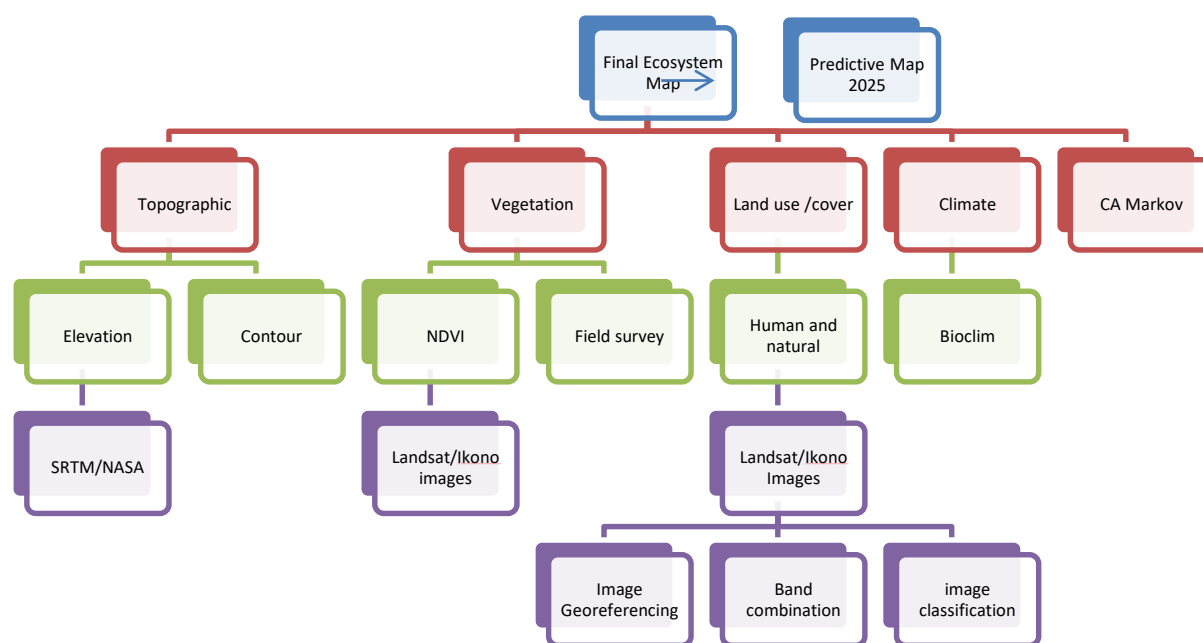 Final Ecosystem
Map
Predictive Map
2025
Topographic
Vegetation
Land use /cover
Climate
CA Markov
Elevation
Contour
NDVI
Field survey
Human and
natural
Bioclim
SRTM/NASA
Landsat/Ikono
images
Landsat/Ikono
Images
Image
Georeferencing
Band
combination
image
classification